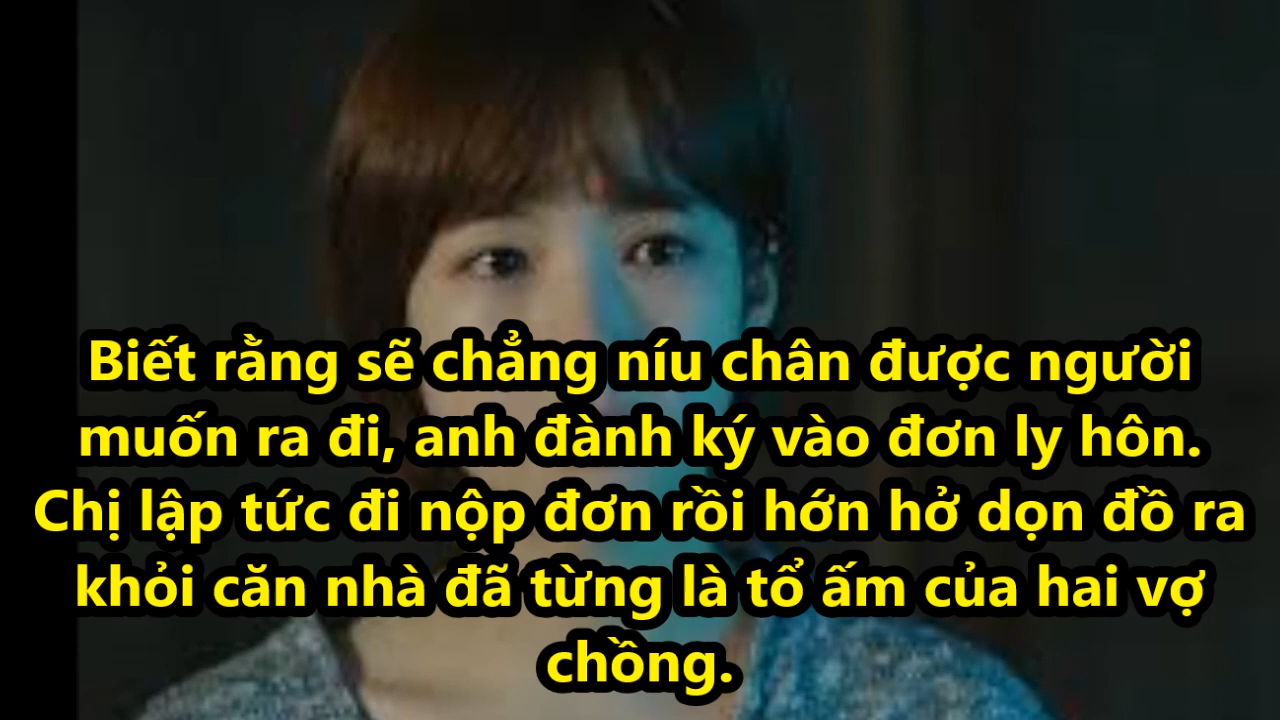 Biết rằng sẽ chẳng níu chân được người
muốn ra đi, anh đành ký vào đơn ly hôn.
Chị lập tức đi nộp đơn rồi hớn hở dọn đồ ra
khỏi căn nhà đã từng là tổ ấm của hai vợ
chồng.